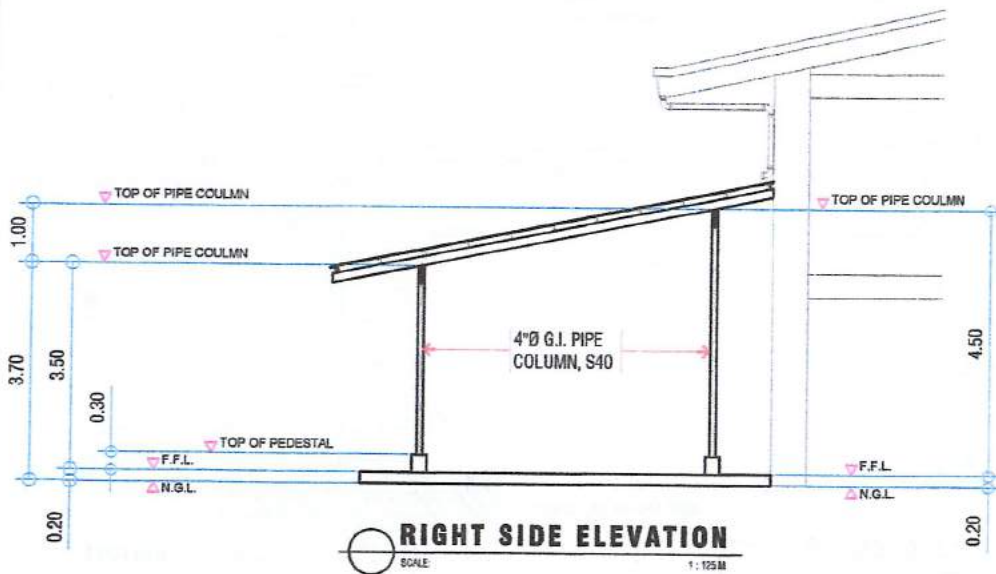 TOP OF PIPE COULMN
TOP OF PIPE COULMN
1.00
TOP OF PIPE COULMN
4"Ø G.I. PIPE
COLUMN, S40
3.70
3.50
4.50
0.30
TOP OF PEDESTAL
F.F.L.
F.F.L.
N.G.L.
N.G.L.
0.20
0.20
RIGHT SIDE ELEVATION
SCALE:
1 : 125 M